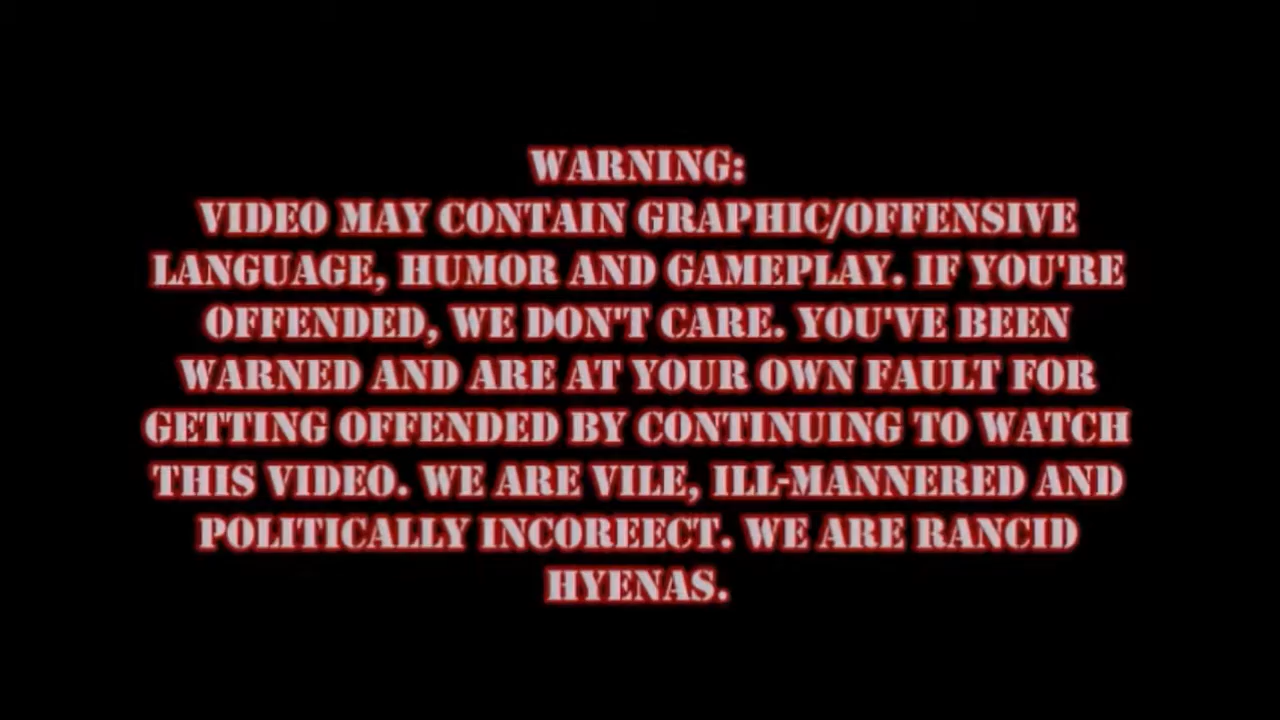 WARNING:
VIDEO MAY CONTAIN GRAPHIC/OFFENSIVE
LANGUAGE, HUMOR AND GAMEPLAY. IF YOU'RE
OFFENDED, WE DON'T CARE. YOU'VE BEEN
WARNED AND ARE AT YOUR OWN FAULT FOR
GETTING OFFENDED BY CONTINUING TO WATCH
THIS VIDEO. WE ARE VILE, ILL-MANNERED AND
POLITICALLY INCOREECT. WE ARE RANCID
HYENAS.